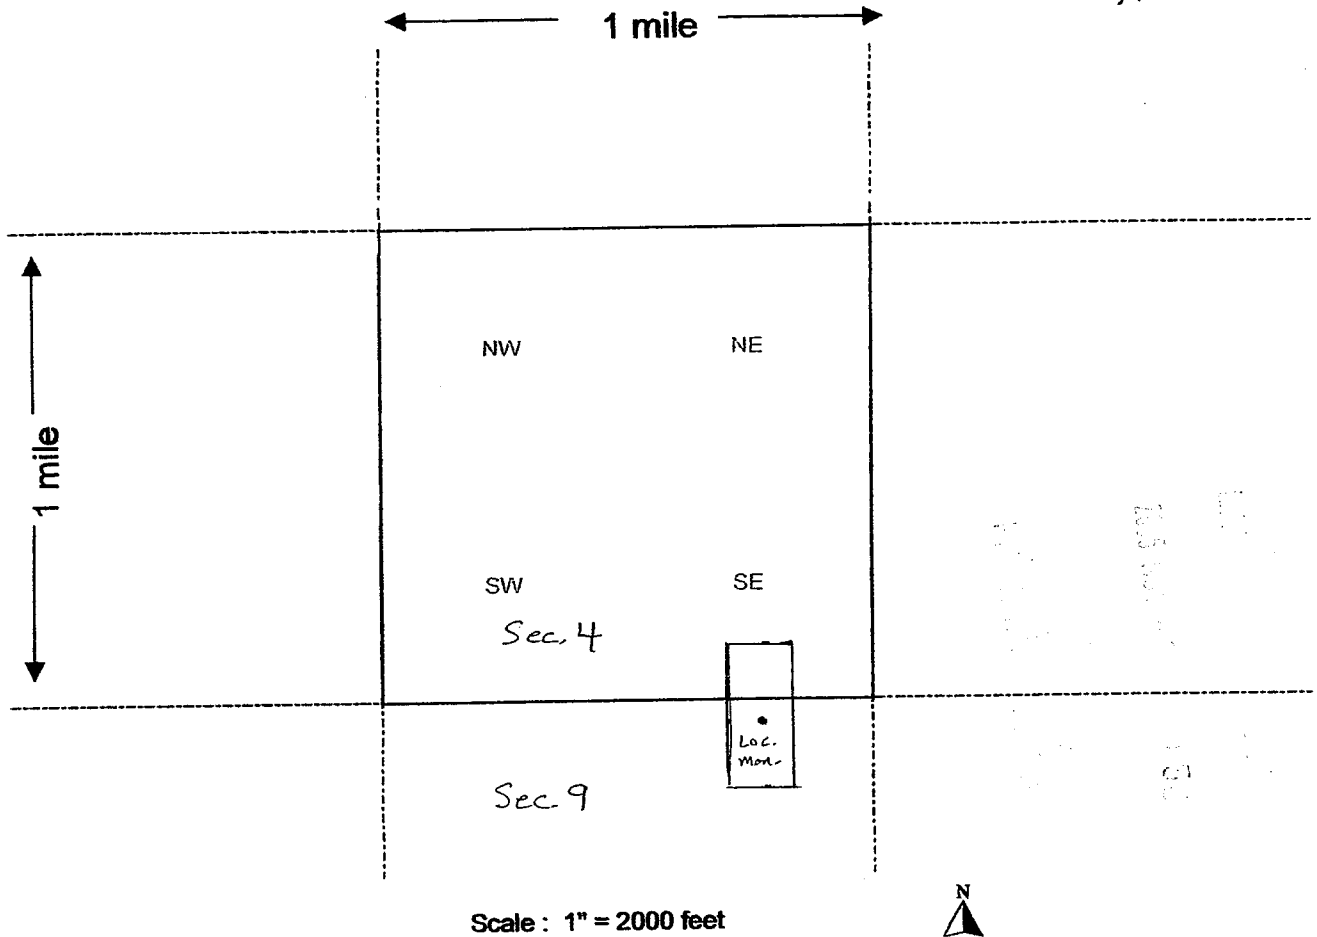 1 mile
1 mile
NW
NE
SW
SE
Sec. 4
Loc.
Mon.
Sec. 9
N
Scale : 1" = 2000 feet